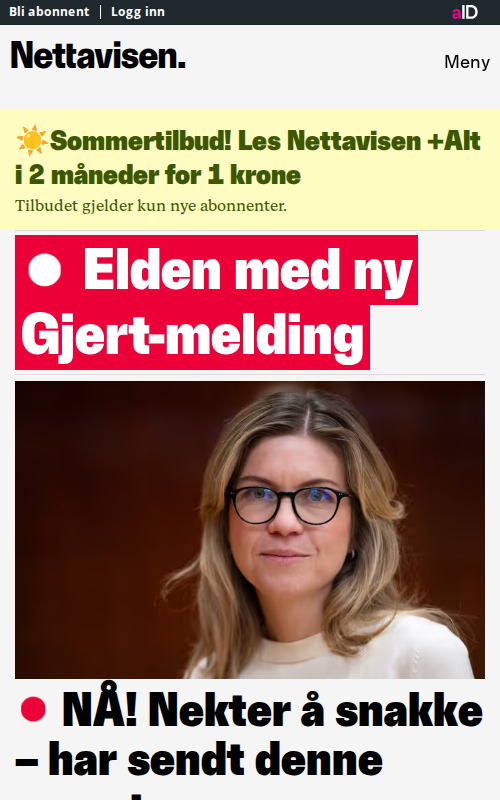 Bli abonnent | Logg inn
aID
Nettavisen.
Meny
☀️Sommertilbud! Les Nettavisen +Alt
i 2 måneder for 1 krone
Tilbudet gjelder kun nye abonnenter.
Elden med ny
Gjert-melding
NÅ! Nekter å snakke
– har sendt denne